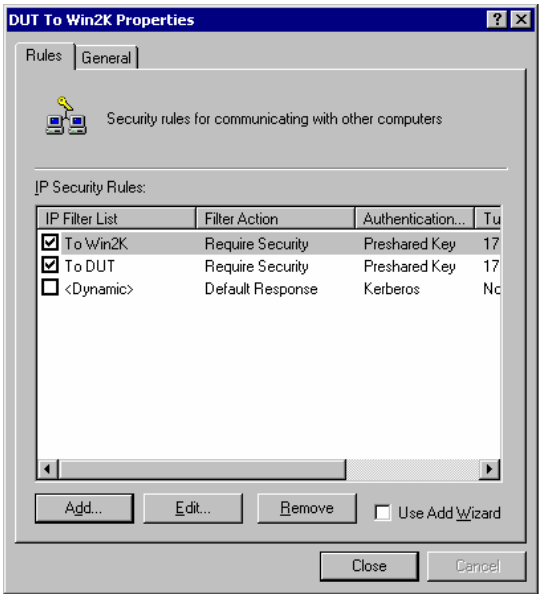 DUT To Win2K Properties
Rules General
Security rules for communicating with other computers
IP Security Rules:
IP Filter List Filter Action Authentication... Tu
To Win2K Require Security Preshared Key 17
To DUT Require Security Preshared Key 17
<Dynamic> Default Response Kerberos No
Add... Edit... Remove Use Add Wizard
Close Cancel